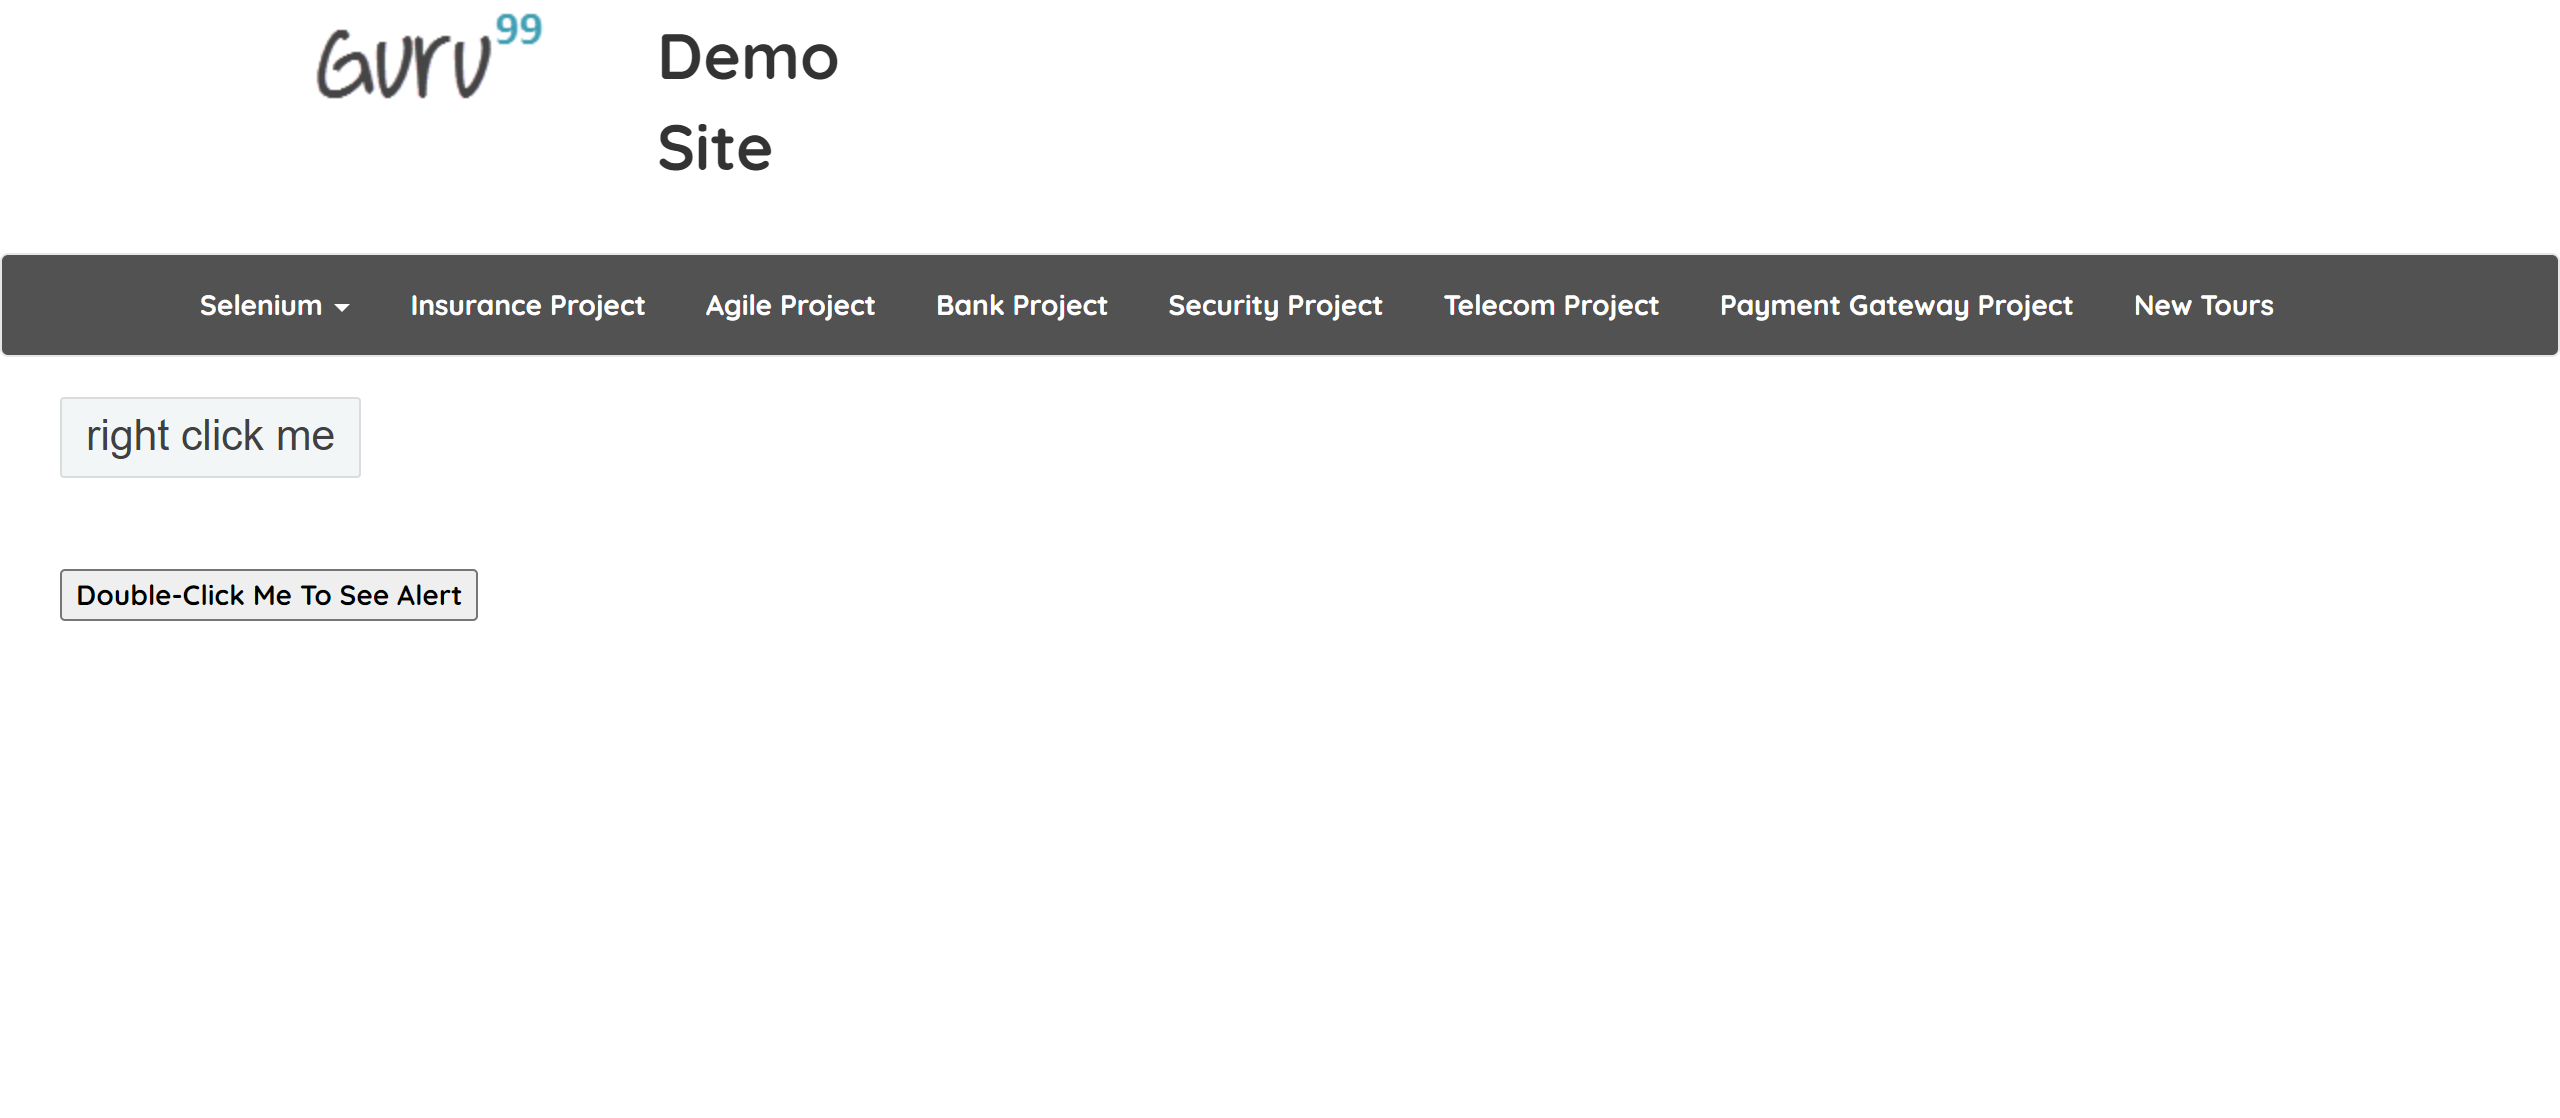 Guru99
Demo
Site
Selenium Insurance Project Agile Project Bank Project Security Project Telecom Project Payment Gateway Project New Tours
right click me
Double-Click Me To See Alert